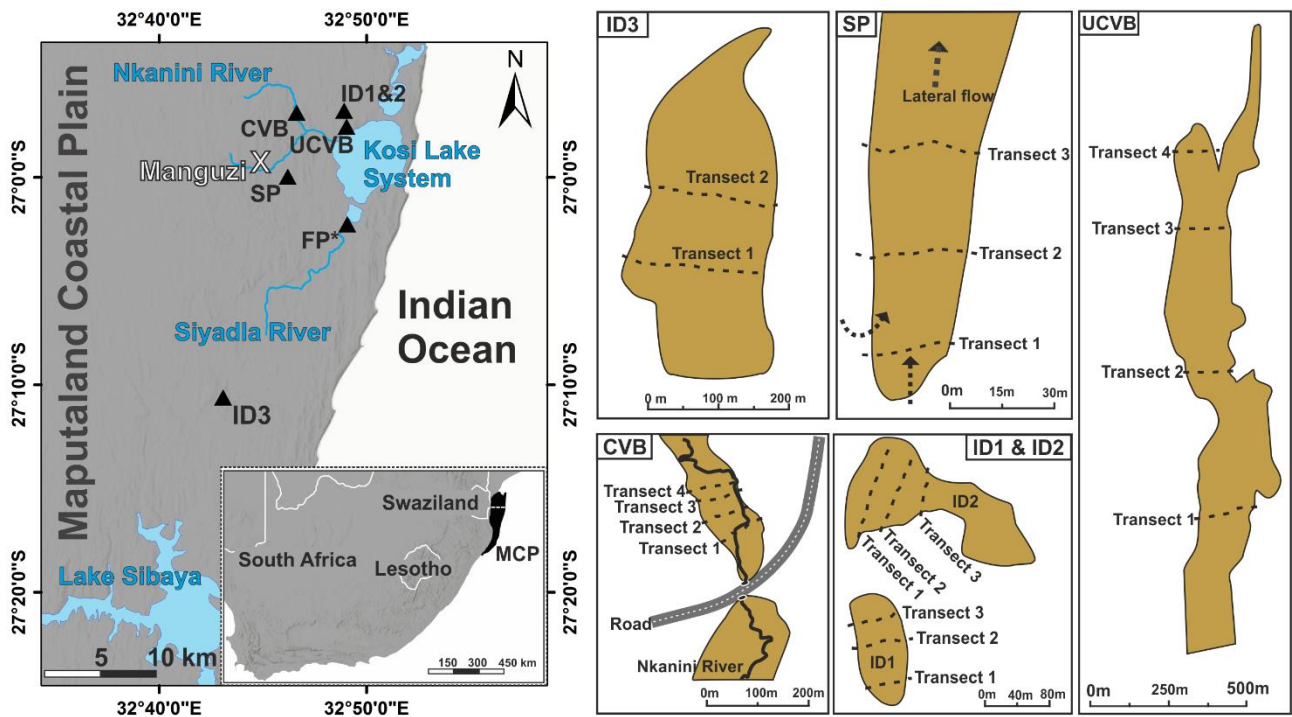 32°40'0"E
32°50'0"E
Maputaland Coastal Plain
Nkanini River
ID1&2
CVB
UCVB
Manguzi
X
SP
Kosi Lake
System
FP*
Siyadla River
Indian
Ocean
ID3
Lake Sibaya
5 10 km
N
27°0'0"S
27°10'0"S
27°20'0"S
27°0'0"S
27°10'0"S
27°20'0"S
32°40'0"E
32°50'0"E
Swaziland
South Africa
Lesotho
MCP
150 300 450 km
ID3
Transect 2
Transect 1
0 m 100 m 200 m
SP
Lateral flow
Transect 3
Transect 2
Transect 1
0m 15m 30m
UCVB
Transect 4
Transect 3
Transect 2
Transect 1
0m 250m 500m
CVB
Transect 4
Transect 3
Transect 2
Transect 1
Road
Nkanini River
0m 100m 200m
ID1 & ID2
ID2
Transect 1
Transect 2
Transect 3
Transect 3
Transect 2
ID1
Transect 1
0m 40m 80m